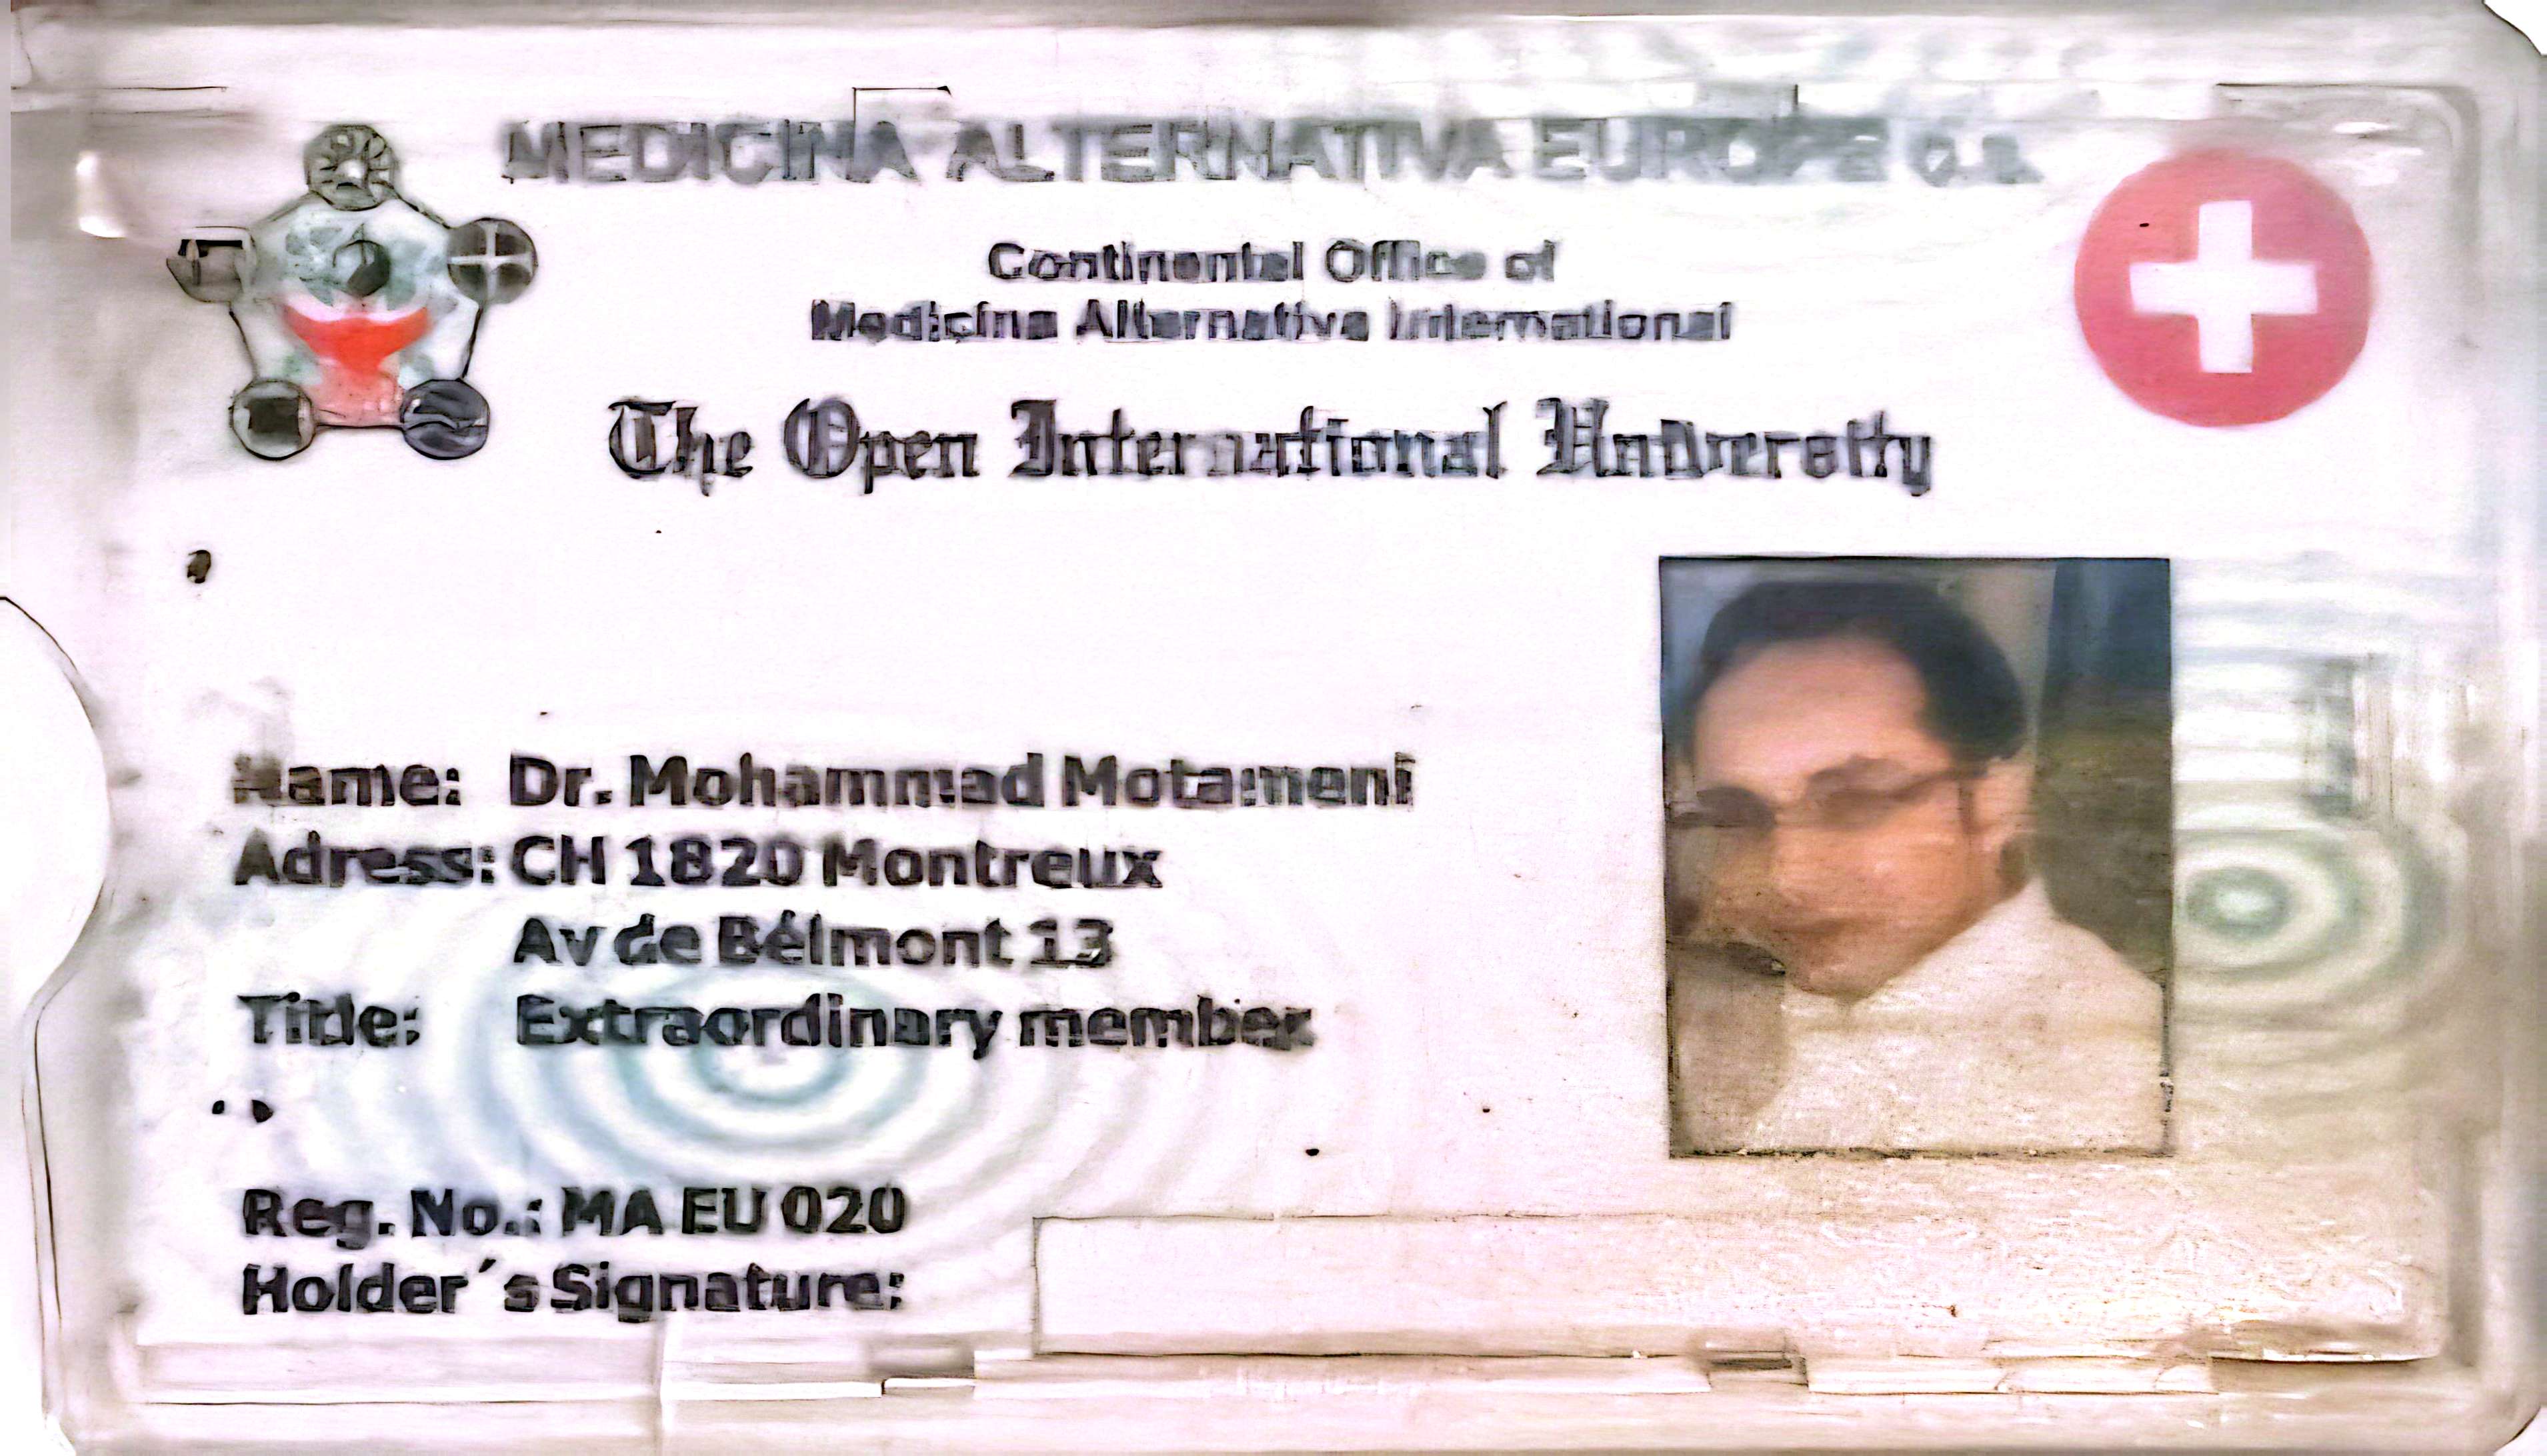 MEDICINA ALTERNATIVA EUROPE
Continental Office of
Medicina Alternativa International
The Open International University
Name: Dr. Mohammad Motameni
Adress: CH 1820 Montreux
Av de Bélmont 13
Title: Extraordinary member
Reg. No.: MA EU 020
Holder´s Signature: